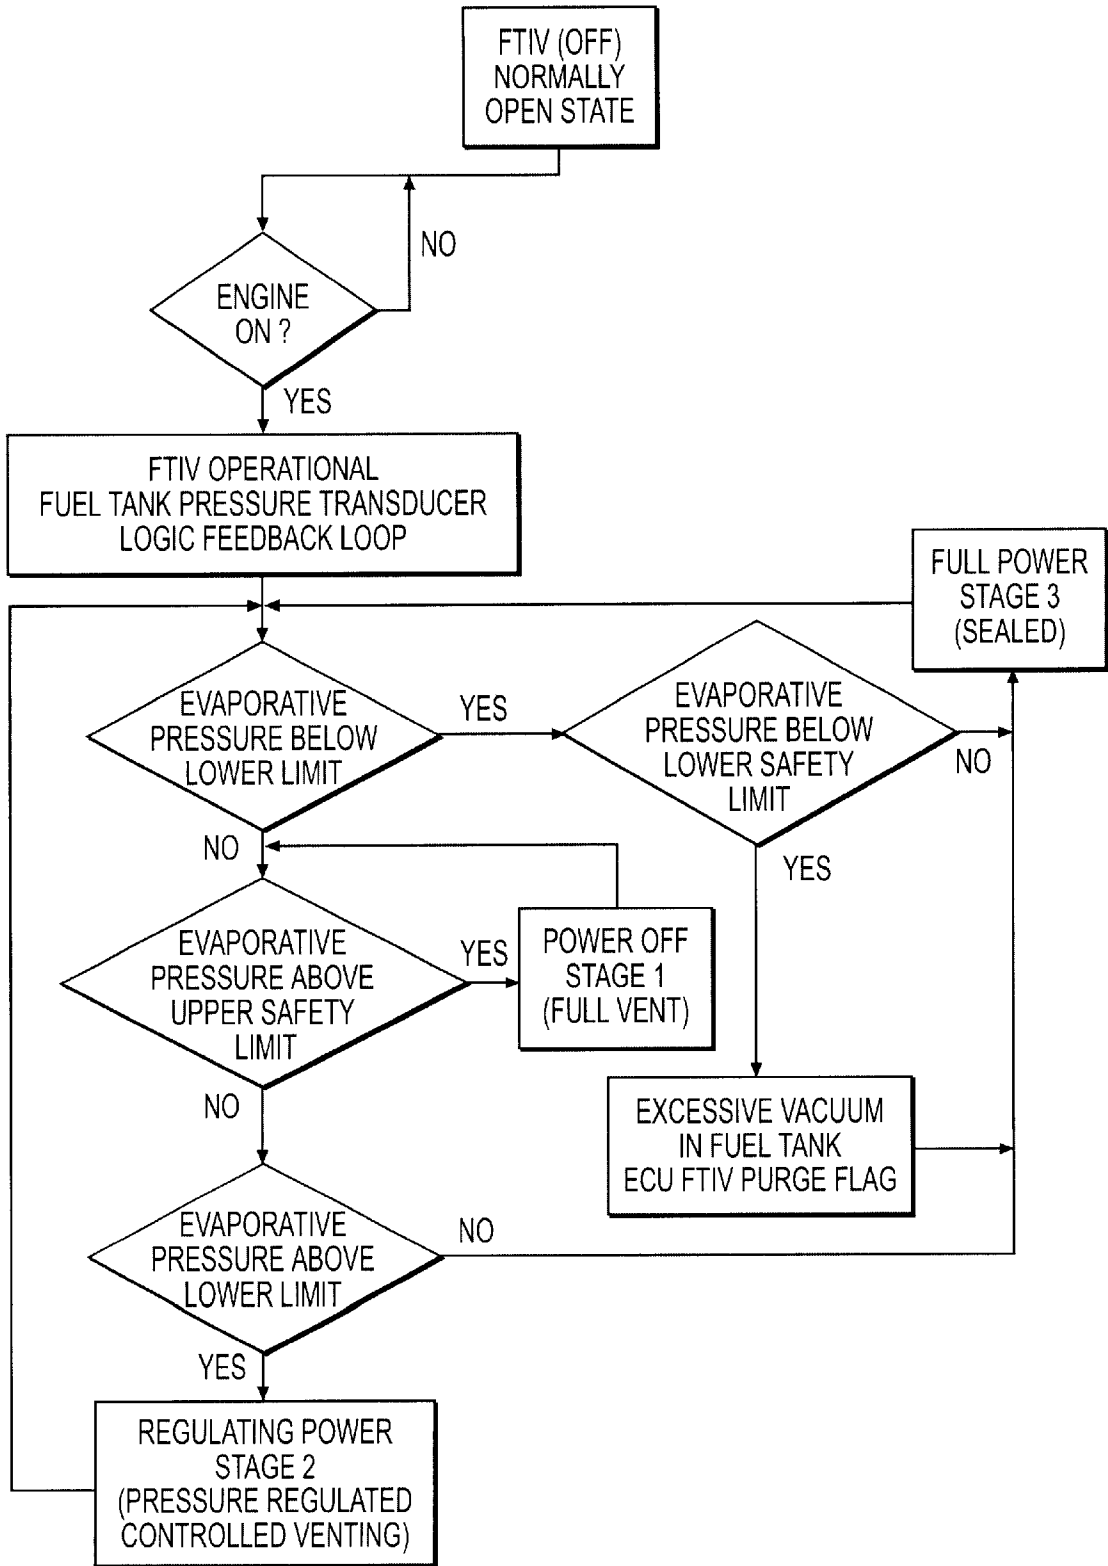 FTIV (OFF)
NORMALLY
OPEN STATE
NO
ENGINE
ON ?
YES
FTIV OPERATIONAL
FUEL TANK PRESSURE TRANSDUCER
LOGIC FEEDBACK LOOP
FULL POWER
STAGE 3
(SEALED)
EVAPORATIVE
PRESSURE BELOW
LOWER LIMIT
YES
EVAPORATIVE
PRESSURE BELOW
LOWER SAFETY
LIMIT
NO
NO
YES
EVAPORATIVE
PRESSURE ABOVE
UPPER SAFETY
LIMIT
YES
POWER OFF
STAGE 1
(FULL VENT)
NO
EXCESSIVE VACUUM
IN FUEL TANK
ECU FTIV PURGE FLAG
EVAPORATIVE
PRESSURE ABOVE
LOWER LIMIT
NO
YES
REGULATING POWER
STAGE 2
(PRESSURE REGULATED
CONTROLLED VENTING)